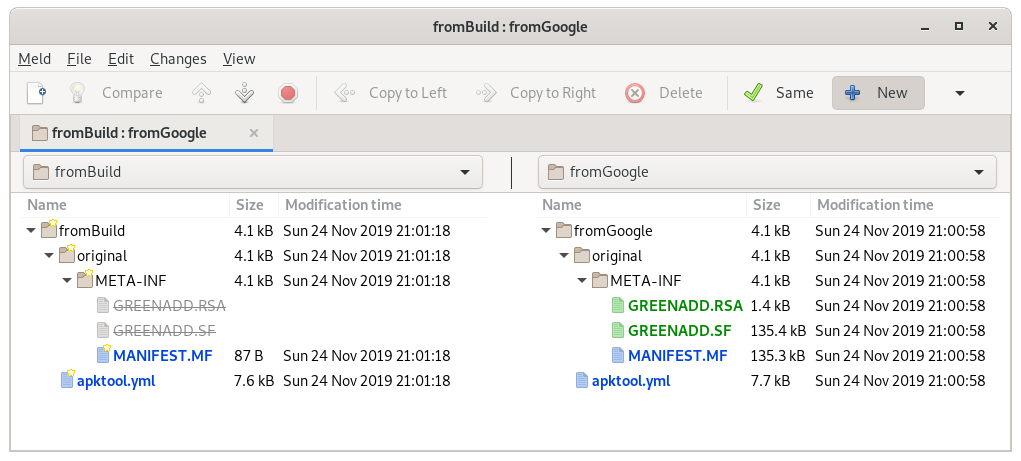 fromBuild : fromGoogle
Meld File Edit Changes View
Compare Copy to Left Copy to Right Delete Same New
fromBuild : fromGoogle
fromBuild fromGoogle
Name Size Modification time Name Size Modification time
fromBuild 4.1 kB Sun 24 Nov 2019 21:01:18 fromGoogle 4.1 kB Sun 24 Nov 2019 21:00:58
original 4.1 kB Sun 24 Nov 2019 21:01:18 original 4.1 kB Sun 24 Nov 2019 21:00:58
META-INF 4.1 kB Sun 24 Nov 2019 21:01:18 META-INF 4.1 kB Sun 24 Nov 2019 21:00:58
GREENADD.RSA GREENADD.RSA 1.4 kB Sun 24 Nov 2019 21:00:58
GREENADD.SF GREENADD.SF 135.4 kB Sun 24 Nov 2019 21:00:58
MANIFEST.MF 87 B Sun 24 Nov 2019 21:01:18 MANIFEST.MF 135.3 kB Sun 24 Nov 2019 21:00:58
apktool.yml 7.6 kB Sun 24 Nov 2019 21:01:18 apktool.yml 7.7 kB Sun 24 Nov 2019 21:00:58